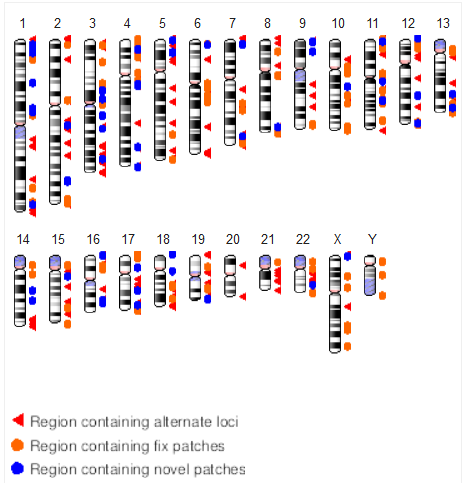 1 2 3 4 5 6 7 8 9 10 11 12 13
14 15 16 17 18 19 20 21 22 X Y
Region containing alternate loci
Region containing fix patches
Region containing novel patches